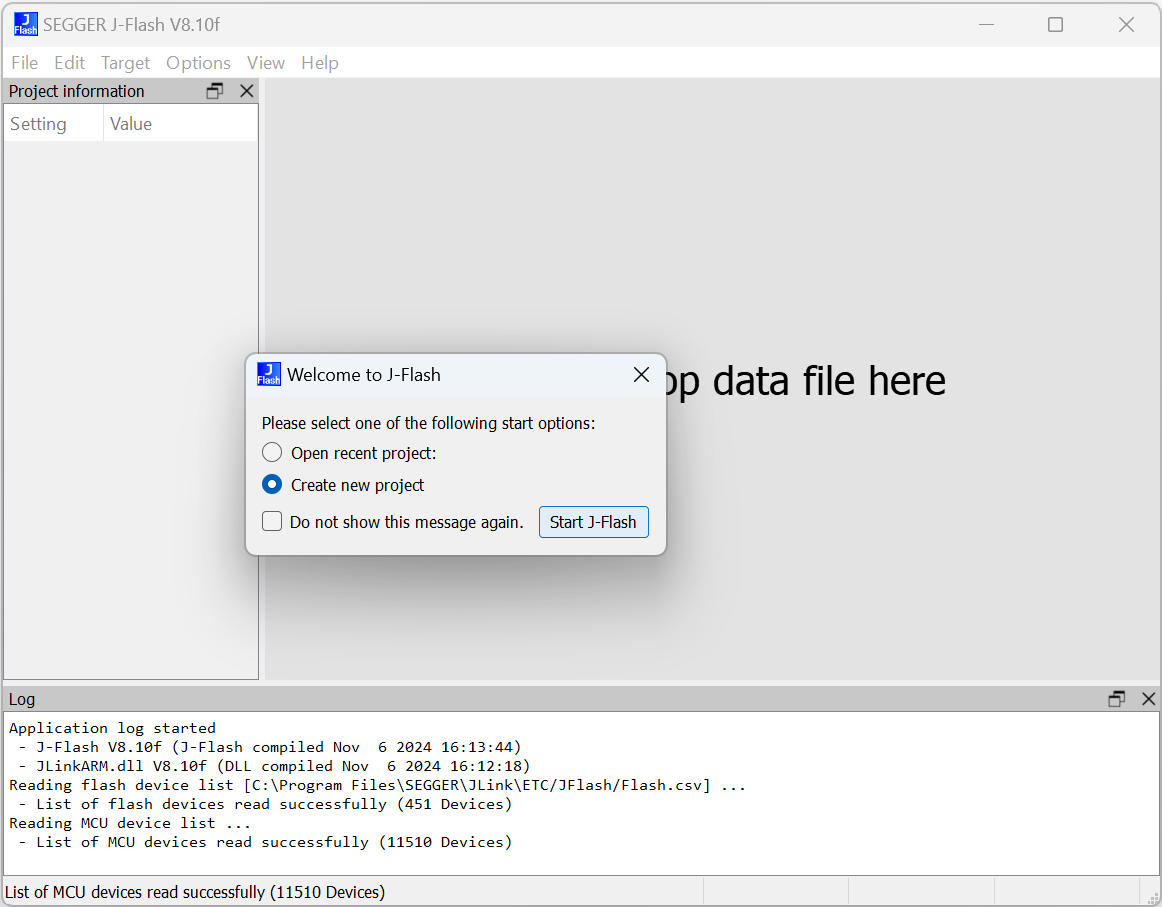 J
Flash
SEGGER J-Flash V8.10f
File Edit Target Options View Help
Project information
Setting Value
data file here
J
Flash
Welcome to J-Flash
Please select one of the following start options:
Open recent project:
Create new project
Do not show this message again.
Start J-Flash
Log
Application log started
 - J-Flash V8.10f (J-Flash compiled Nov  6 2024 16:13:44)
 - JLinkARM.dll V8.10f (DLL compiled Nov  6 2024 16:12:18)
Reading flash device list [C:\Program Files\SEGGER\JLink\ETC/JFlash/Flash.csv] ...
 - List of flash devices read successfully (451 Devices)
Reading MCU device list ...
 - List of MCU devices read successfully (11510 Devices)
List of MCU devices read successfully (11510 Devices)